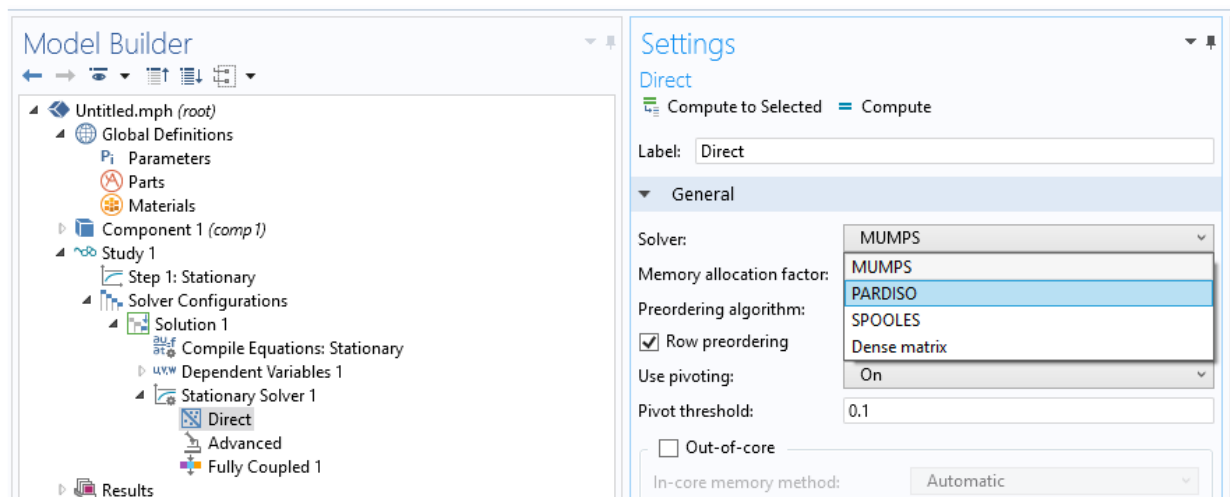 Model Builder
Untitled.mph (root)
Global Definitions
Pi Parameters
Parts
Materials
Component 1 (comp1)
Study 1
Step 1: Stationary
Solver Configurations
Solution 1
Compile Equations: Stationary
u,v,w Dependent Variables 1
Stationary Solver 1
Direct
Advanced
Fully Coupled 1
Results
Settings
Direct
Compute to Selected = Compute
Label: Direct
General
Solver: MUMPS
MUMPS
Memory allocation factor:
PARDISO
Preordering algorithm:
SPOOLES
Row preordering
Dense matrix
Use pivoting: On
Pivot threshold: 0.1
Out-of-core
In-core memory method: Automatic